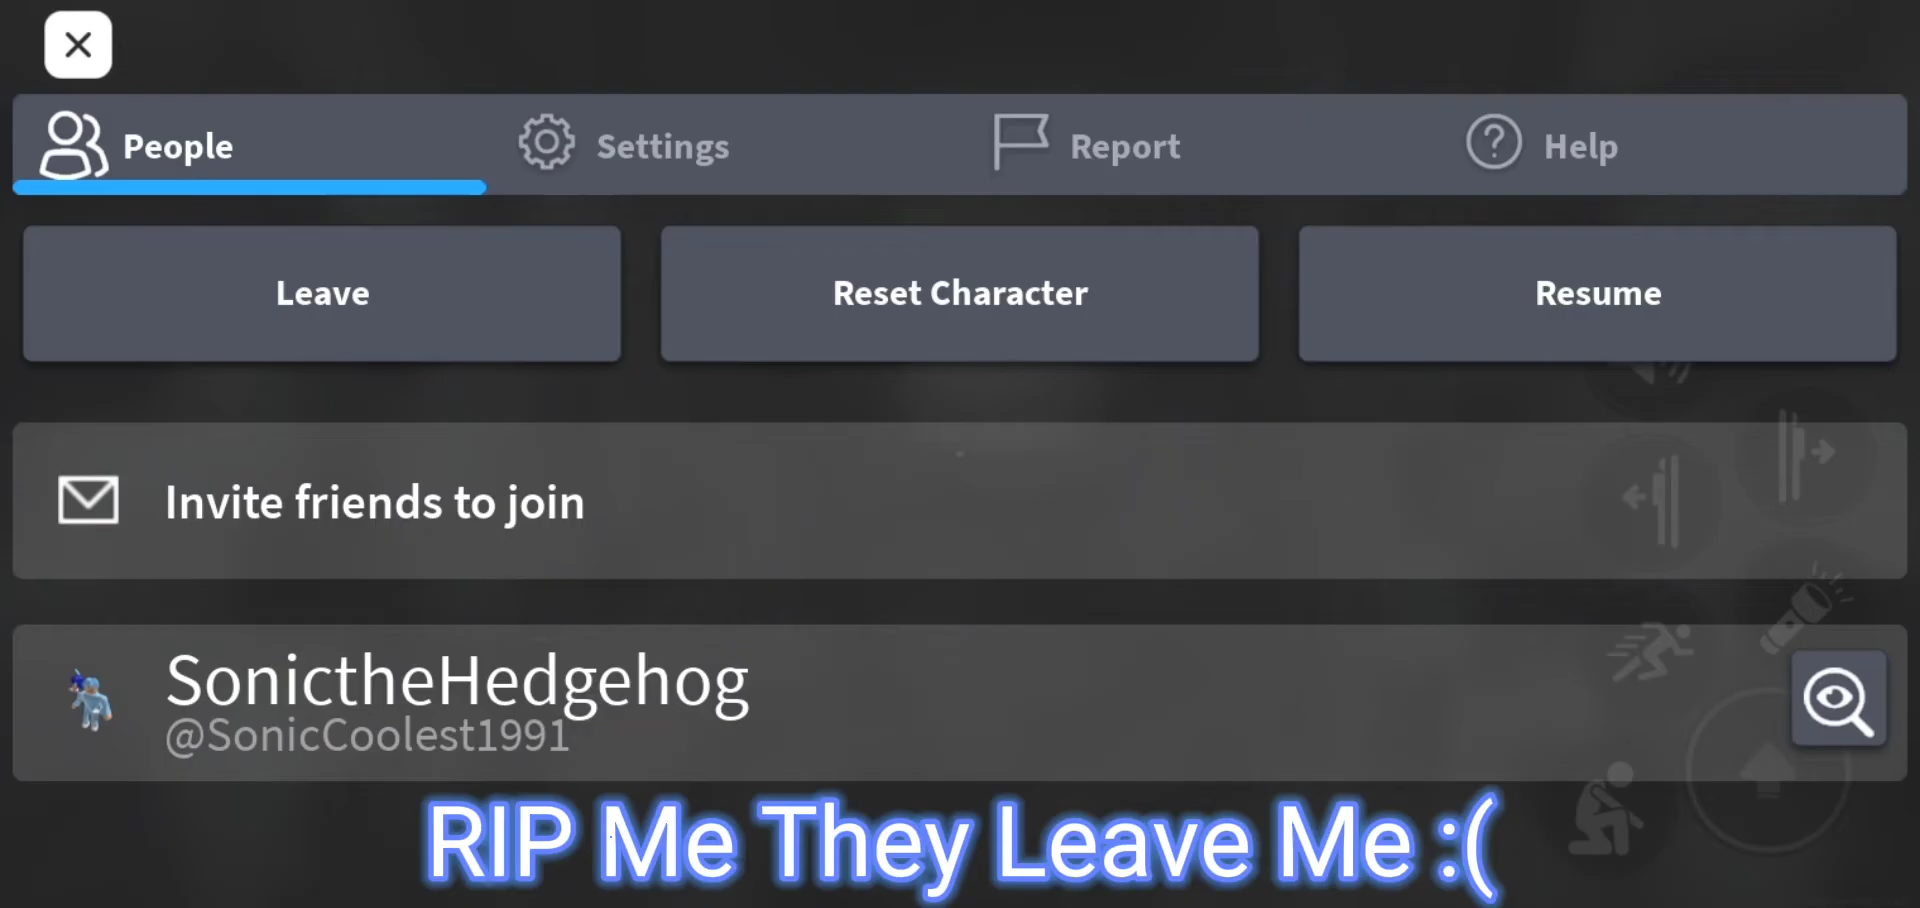 People
Settings
Report
Help
Leave
Reset Character
Resume
Invite friends to join
SonictheHedgehog
@SonicCoolest1991
RIP Me They Leave Me :(